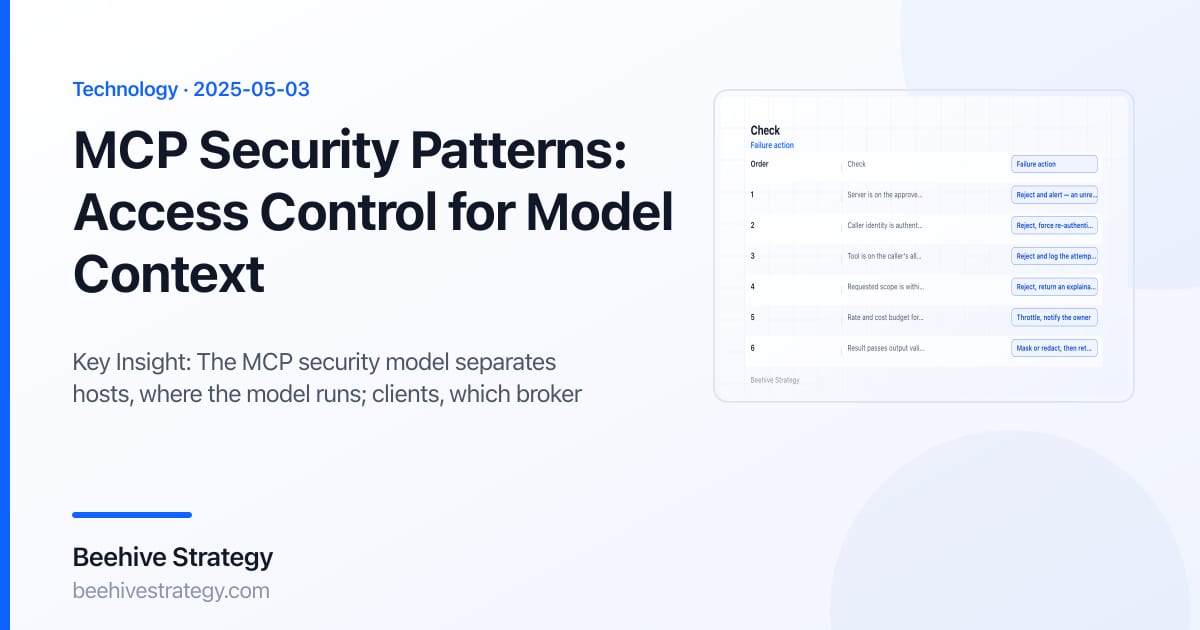 Technology · 2025-05-03
MCP Security Patterns:
Access Control for Model
Context
Key Insight: The MCP security model separates
hosts, where the model runs; clients, which broker
Beehive Strategy
beehivestrategy.com
Check
Failure action
Order Check Failure action
1 Server is on the approve... Reject and alert — an unre...
2 Caller identity is authent... Reject, force re-authenti...
3 Tool is on the caller's all... Reject and log the attemp...
4 Requested scope is withi... Reject, return an explaina...
5 Rate and cost budget for... Throttle, notify the owner
6 Result passes output vali... Mask or redact, then ret...
Beehive Strategy